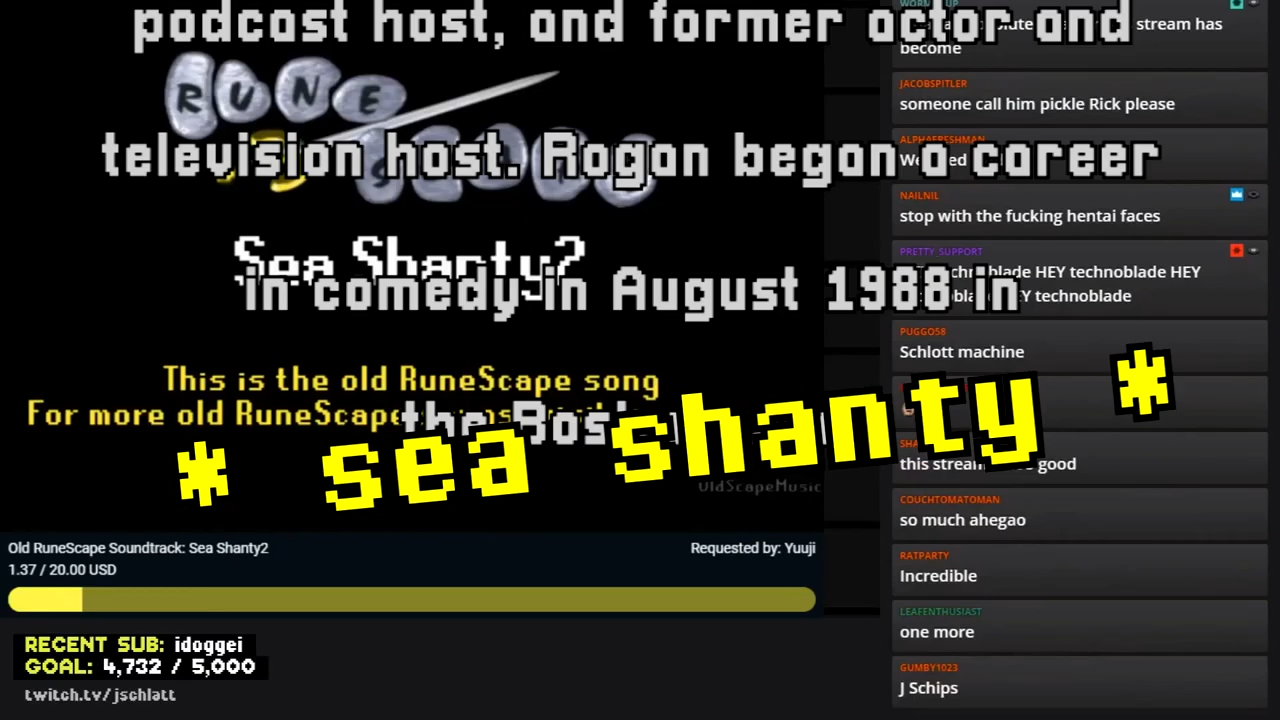 podcast host, and former actor and
television host. Rogan began a career
in comedy in August 1988 in
the Bos
RUNE
Sea Shanty2
This is the old RuneScape song
For more old RuneScape
* sea shanty *
OldScapeMusic
Old RuneScape Soundtrack: Sea Shanty2
Requested by: Yuuji
1.37 / 20.00 USD
RECENT SUB: idoggei
GOAL: 4,732 / 5,000
twitch.tv/jschlatt
stream has
become
JACOBSPITLER
someone call him pickle Rick please
ALPHAFRESHMAN
NAILNIL
stop with the fucking hentai faces
PRETTY_SUPPORT
technoblade HEY technoblade HEY
technoblade
PUGGO58
Schlott machine
this stream good
COUCHTOMATOMAN
so much ahegao
RATPARTY
Incredible
LEAFENTHUSIAST
one more
GUMBY1023
J Schips